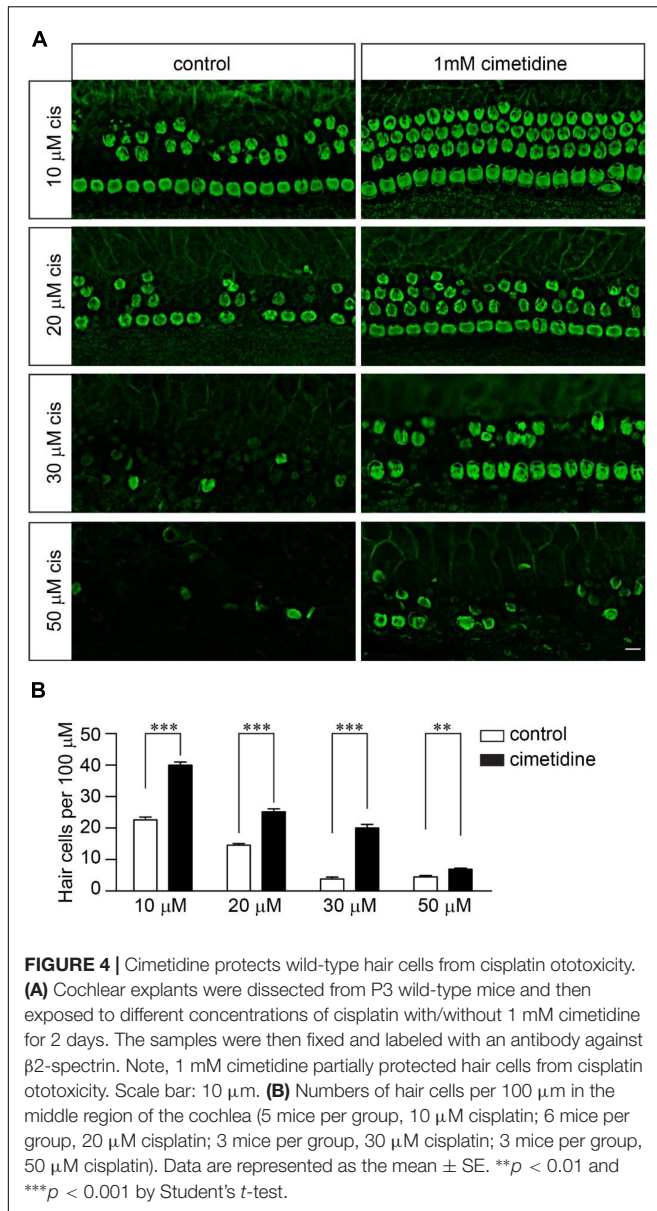 A
control
1mM cimetidine
10 μM cis
20 μM cis
30 μM cis
50 μM cis
B
Hair cells per 100 μM
50
40
30
20
10
0
***
***
***
**
control
cimetidine
10 μM
20 μM
30 μM
50 μM
FIGURE 4 | Cimetidine protects wild-type hair cells from cisplatin ototoxicity.
(A) Cochlear explants were dissected from P3 wild-type mice and then
exposed to different concentrations of cisplatin with/without 1 mM cimetidine
for 2 days. The samples were then fixed and labeled with an antibody against
β2-spectrin. Note, 1 mM cimetidine partially protected hair cells from cisplatin
ototoxicity. Scale bar: 10 μm. (B) Numbers of hair cells per 100 μm in the
middle region of the cochlea (5 mice per group, 10 μM cisplatin; 6 mice per
group, 20 μM cisplatin; 3 mice per group, 30 μM cisplatin; 3 mice per group,
50 μM cisplatin). Data are represented as the mean ± SE. **p < 0.01 and
***p < 0.001 by Student's t-test.